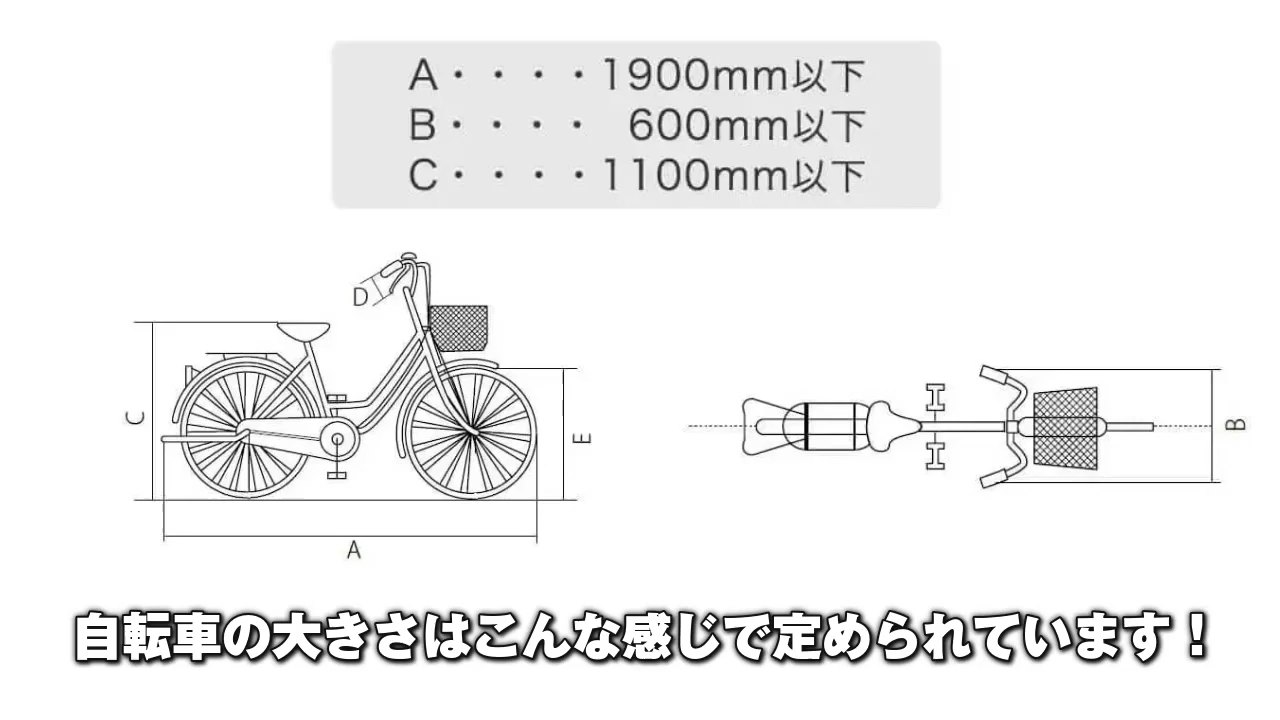 A・・・・1900mm以下
B・・・・ 600mm以下
C・・・・1100mm以下
D
C
E
A
B
自転車の大きさはこんな感じで定められています！